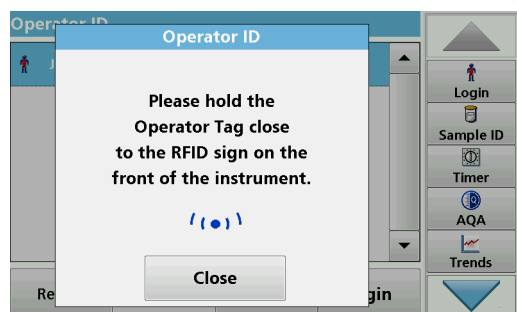 Operator ID
Operator ID
J
Please hold the
Operator Tag close
to the RFID sign on the
front of the instrument.
Close
Login
Sample ID
Timer
AQA
Trends